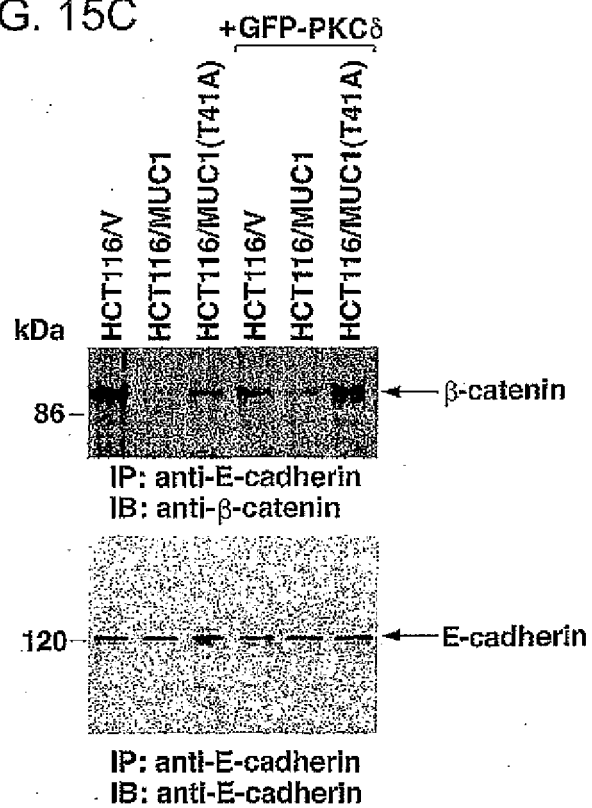 G. 15C
+GFP-PKCδ
HCT116/V
HCT116/MUC1
HCT116/MUC1(T41A)
HCT116/V
HCT116/MUC1
HCT116/MUC1(T41A)
kDa
β-catenin
86
IP: anti-E-cadherin
IB: anti-β-catenin
120
E-cadherin
IP: anti-E-cadherin
IB: anti-E-cadherin